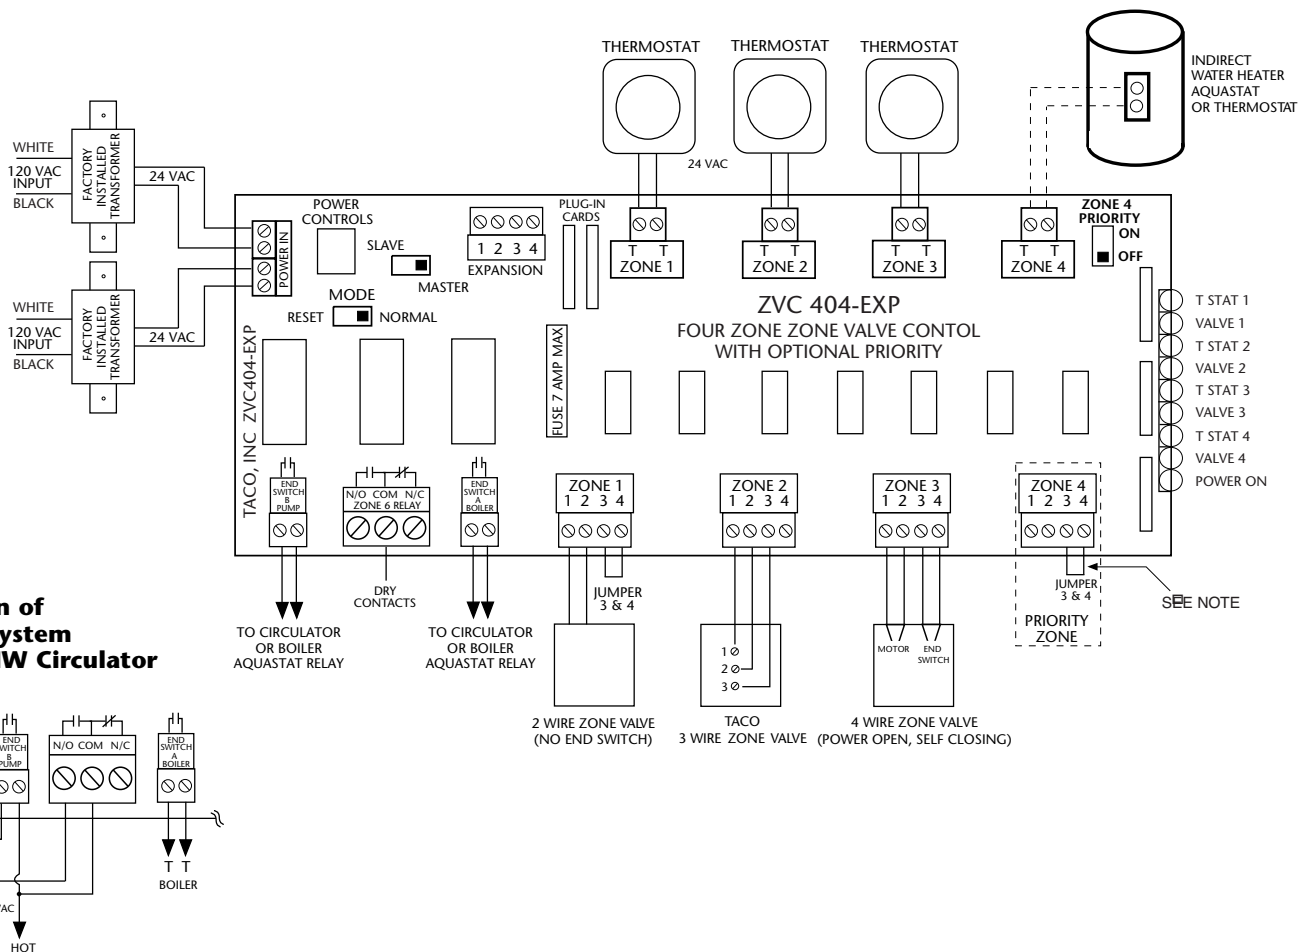 THERMOSTAT
THERMOSTAT
THERMOSTAT
INDIRECT
WATER HEATER
AQUASTAT
OR THERMOSTAT
24 VAC
WHITE
120 VAC
INPUT
BLACK
FACTORY
INSTALLED
TRANSFORMER
24 VAC
WHITE
120 VAC
INPUT
BLACK
FACTORY
INSTALLED
TRANSFORMER
24 VAC
POWER IN
POWER
CONTROLS
SLAVE
MASTER
MODE
RESET
NORMAL
1 2 3 4
EXPANSION
PLUG-IN
CARDS
T T
ZONE 1
T T
ZONE 2
T T
ZONE 3
T T
ZONE 4
ZONE 4
PRIORITY
ON
OFF
ZVC 404-EXP
FOUR ZONE ZONE VALVE CONTOL
WITH OPTIONAL PRIORITY
T STAT 1
VALVE 1
T STAT 2
VALVE 2
T STAT 3
VALVE 3
T STAT 4
VALVE 4
POWER ON
TACO, INC ZVC404-EXP
FUSE 7 AMP MAX
END
SWITCH
B
PUMP
N/O COM N/C
ZONE 6 RELAY
END
SWITCH
A
BOILER
ZONE 1
1 2 3 4
ZONE 2
1 2 3 4
ZONE 3
1 2 3 4
ZONE 4
1 2 3 4
TO CIRCULATOR
OR BOILER
AQUASTAT RELAY
DRY
CONTACTS
TO CIRCULATOR
OR BOILER
AQUASTAT RELAY
JUMPER
3 & 4
JUMPER
3 & 4
SEE NOTE
PRIORITY
ZONE
1
2
3
MOTOR
END
SWITCH
2 WIRE ZONE VALVE
(NO END SWITCH)
TACO
3 WIRE ZONE VALVE
4 WIRE ZONE VALVE
(POWER OPEN, SELF CLOSING)
n of
ystem
W Circulator
END
WITCH
B
PUMP
N/O COM N/C
END
SWITCH
A
BOILER
T T
BOILER
VAC
HOT